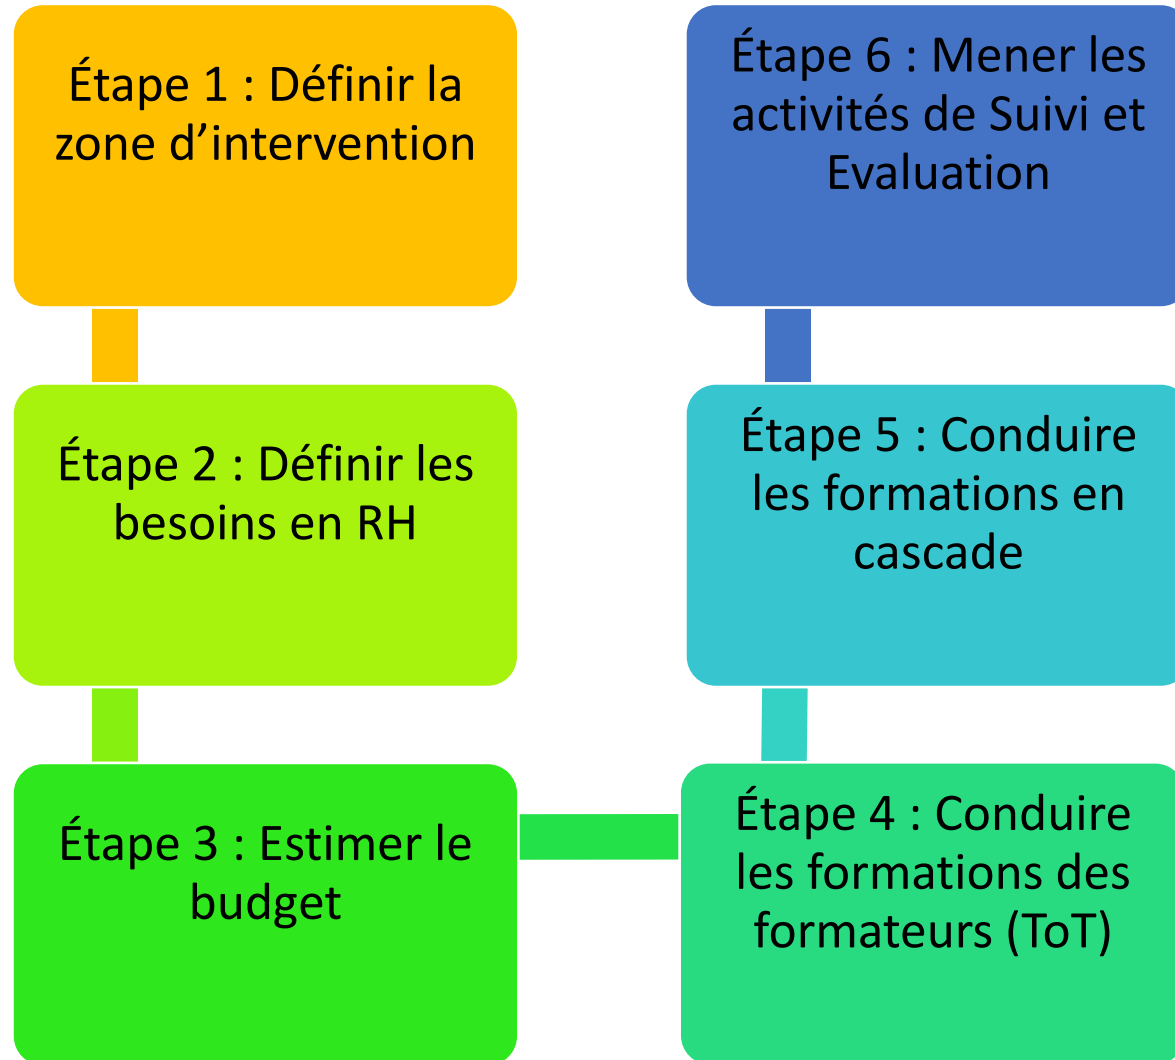 Étape 1 : Définir la
zone d’intervention
Étape 2 : Définir les
besoins en RH
Étape 3 : Estimer le
budget
Étape 4 : Conduire
les formations des
formateurs (ToT)
Étape 5 : Conduire
les formations en
cascade
Étape 6 : Mener les
activités de Suivi et
Evaluation